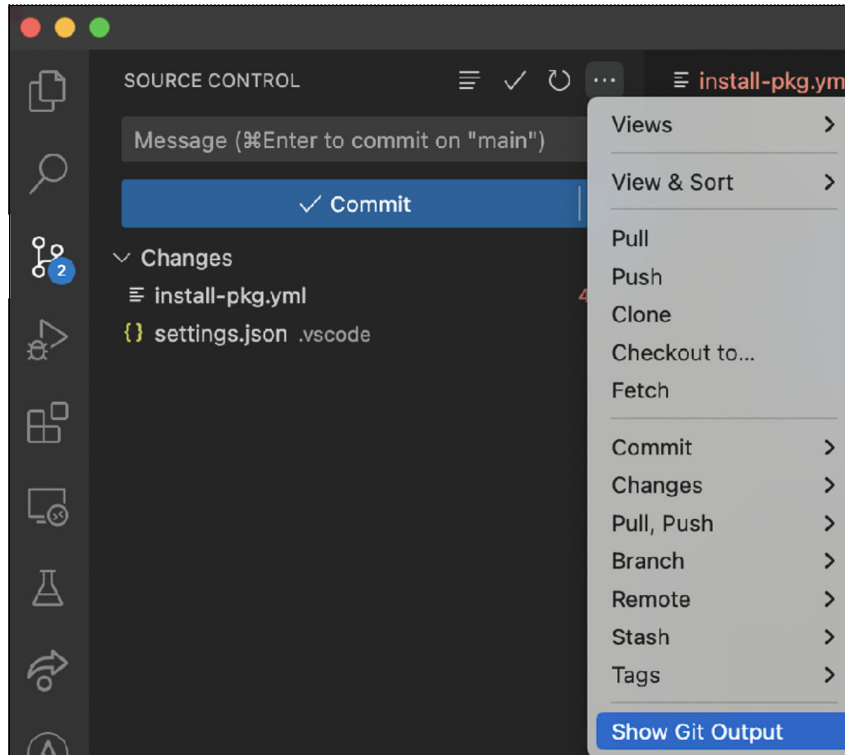 SOURCE CONTROL
install-pkg.ym
Message (⌘Enter to commit on "main")
Commit
2
Changes
install-pkg.yml 4
{} settings.json .vscode
Views
View & Sort
Pull
Push
Clone
Checkout to...
Fetch
Commit
Changes
Pull, Push
Branch
Remote
Stash
Tags
Show Git Output